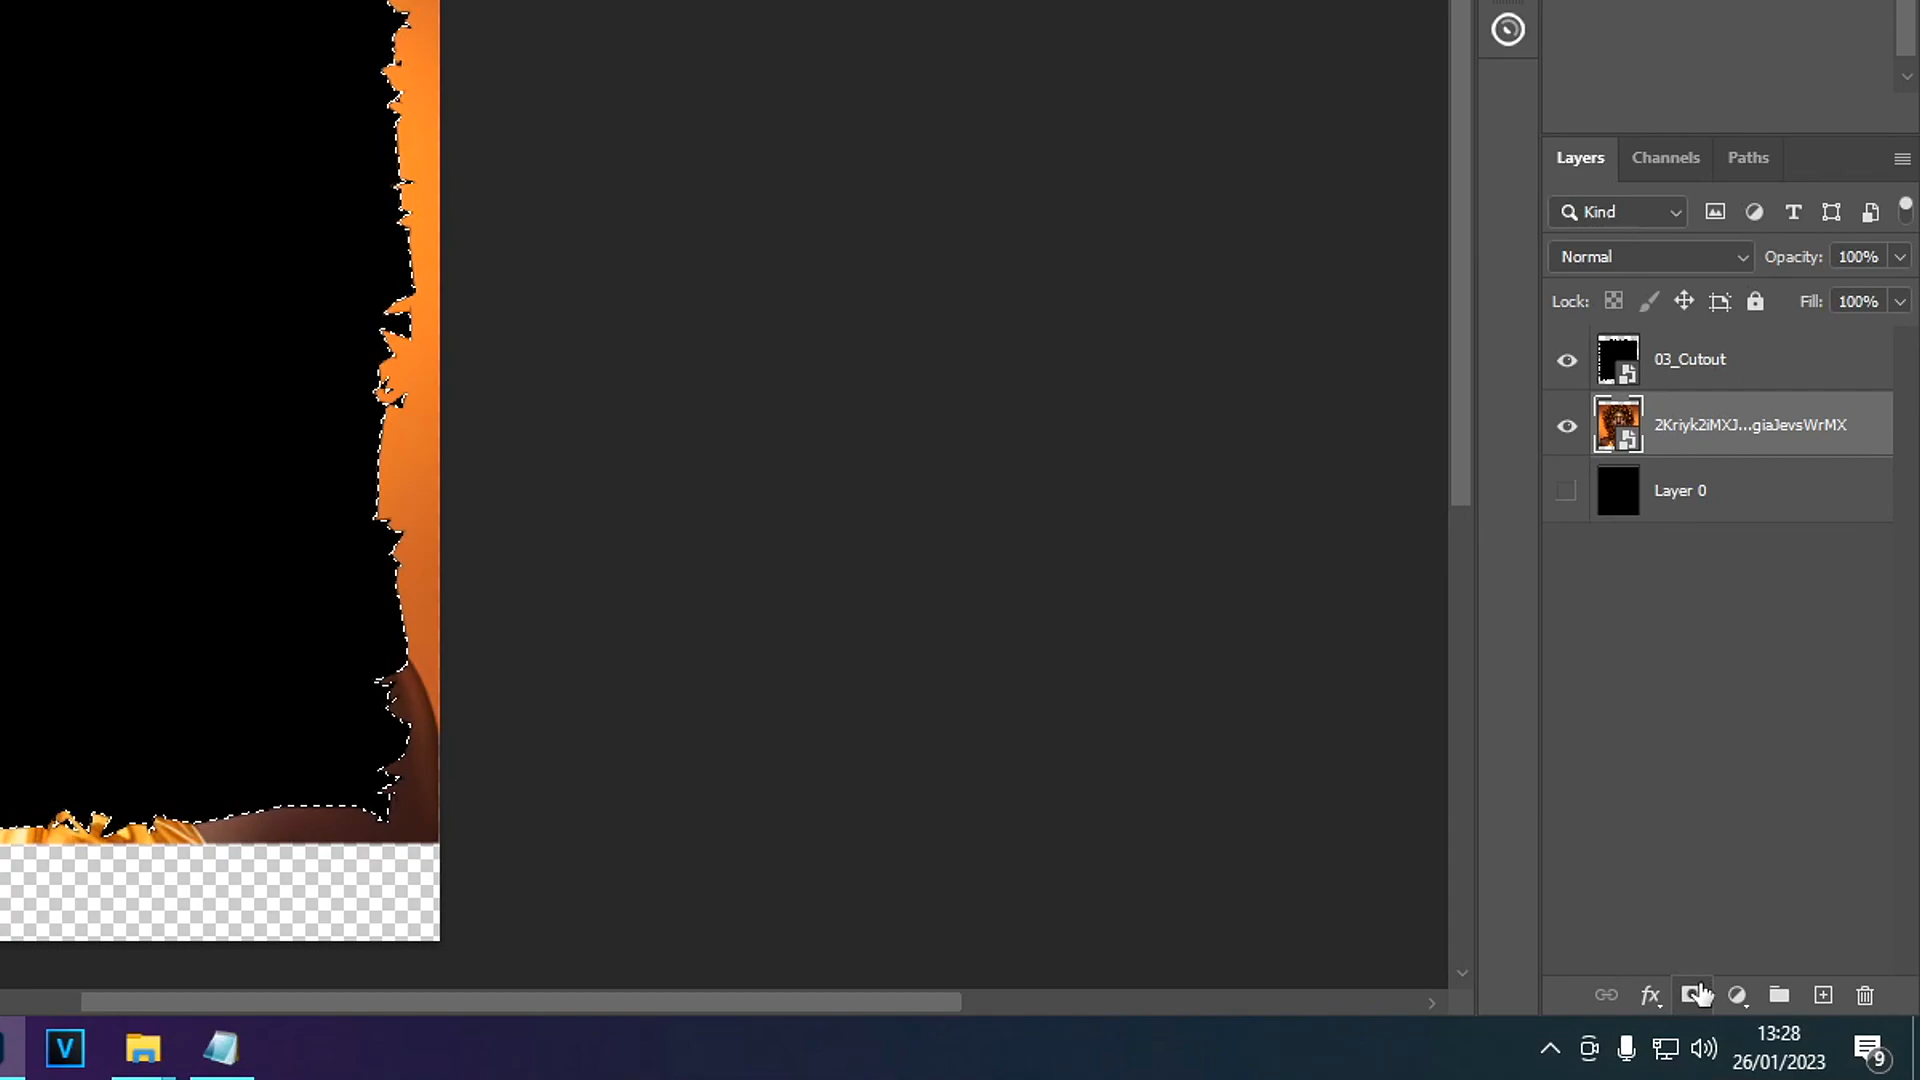 Layers Channels Paths
Kind
Normal Opacity: 100%
Lock: Fill: 100%
03_Cutout
2Kriyk2iMXJ...giaJevsWrMX
Layer 0
fx
V
13:28
26/01/2023
9